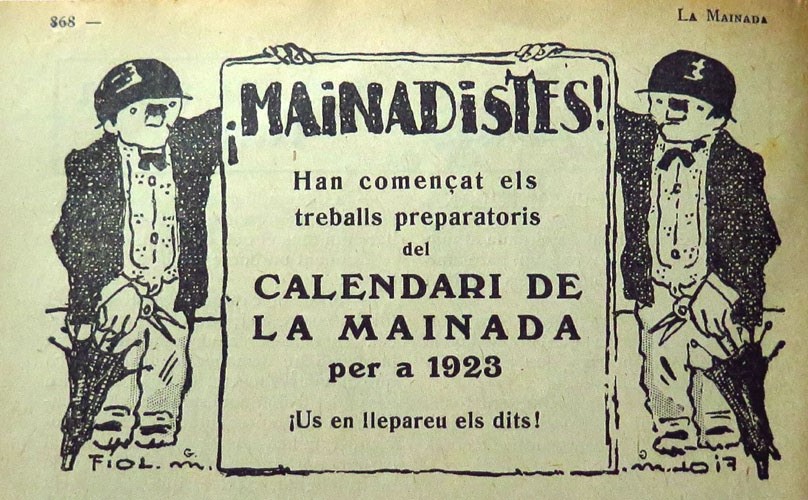 368 —
LA MAINADA
¡MAiNADiSTES!
Han començat els
treballs preparatoris
del
CALENDARI DE
LA MAINADA
per a 1923
¡Us en llepareu els dits!
FiOL. G. M.